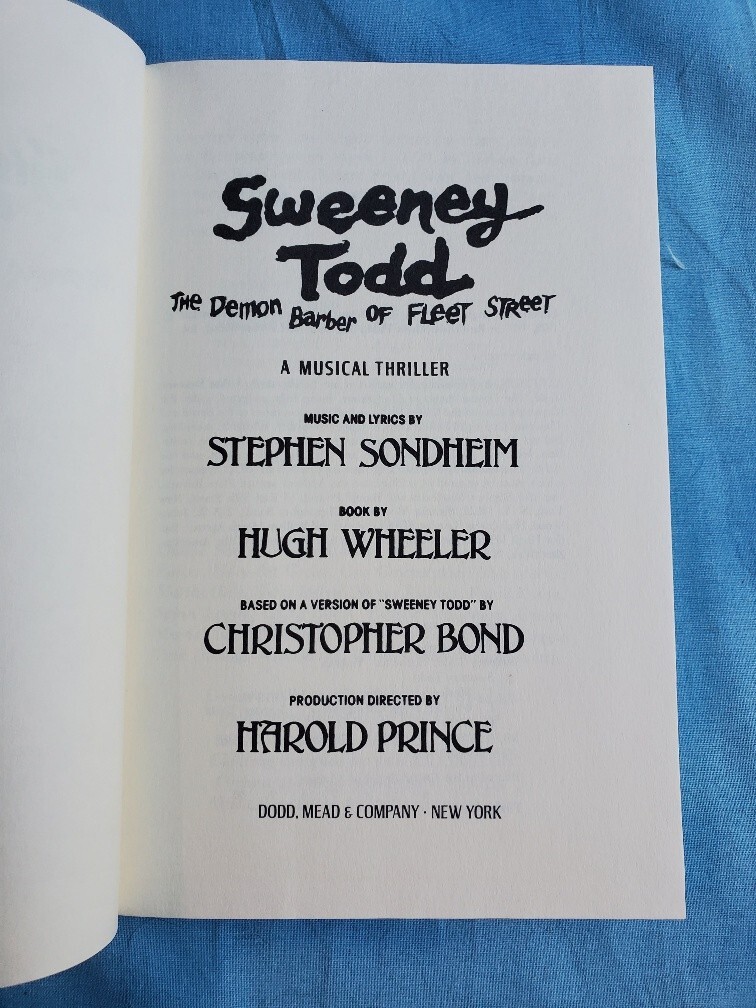 Sweeney
Todd
THE Demon Barber OF FLeeT STReeT
A MUSICAL THRILLER
MUSIC AND LYRICS BY
STEPHEN SONDHEIM
BOOK BY
HUGH WHEELER
BASED ON A VERSION OF "SWEENEY TODD" BY
CHRISTOPHER BOND
PRODUCTION DIRECTED BY
HAROLD PRINCE
DODD, MEAD & COMPANY · NEW YORK